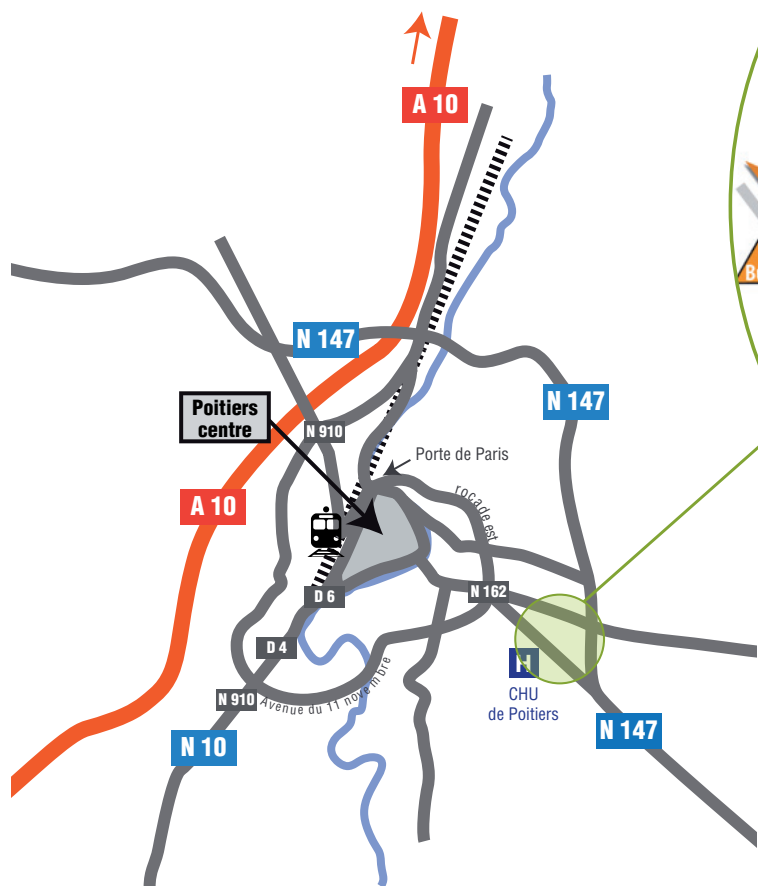 A 10
N 147
N 147
Poitiers
centre
N 910
Porte de Paris
rocade est
A 10
D 6
N 162
D 4
H
CHU
de Poitiers
N 910
Avenue du 11 novembre
N 10
N 147